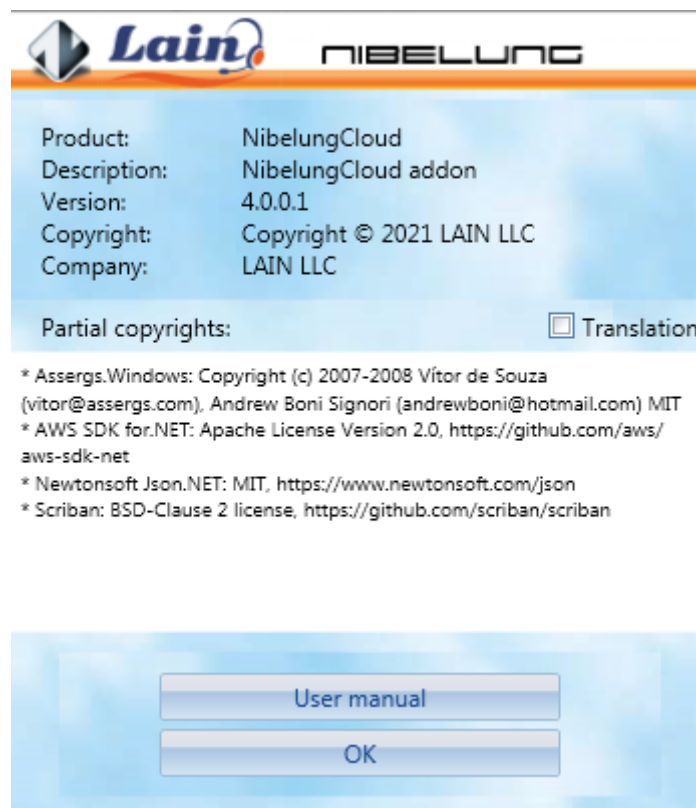 Lain NIBELUNG
Product: NibelungCloud
Description: NibelungCloud addon
Version: 4.0.0.1
Copyright: Copyright © 2021 LAIN LLC
Company: LAIN LLC
Partial copyrights: Translation
* Assergs.Windows: Copyright (c) 2007-2008 Vítor de Souza
(vitor@assergs.com), Andrew Boni Signori (andrewboni@hotmail.com) MIT
* AWS SDK for.NET: Apache License Version 2.0, https://github.com/aws/
aws-sdk-net
* Newtonsoft Json.NET: MIT, https://www.newtonsoft.com/json
* Scriban: BSD-Clause 2 license, https://github.com/scriban/scriban
User manual
OK